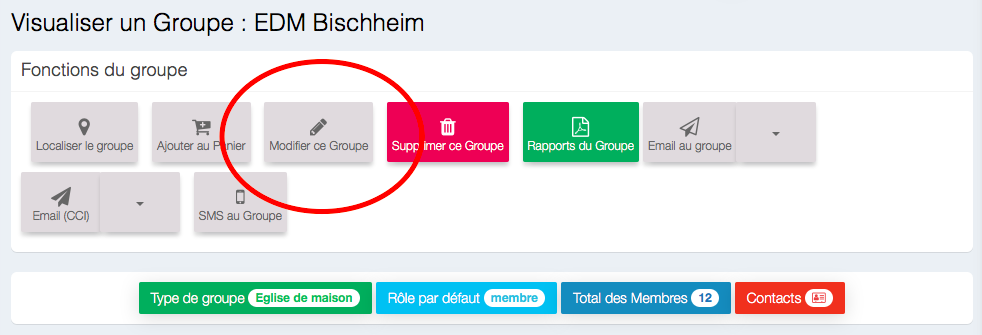 Visualiser un Groupe : EDM Bischheim
Fonctions du groupe
Localiser le groupe
Ajouter au Panier
Modifier ce Groupe
Supprimer ce Groupe
Rapports du Groupe
Email au groupe
Email (CCI)
SMS au Groupe
Type de groupe Eglise de maison
Rôle par défaut membre
Total des Membres 12
Contacts